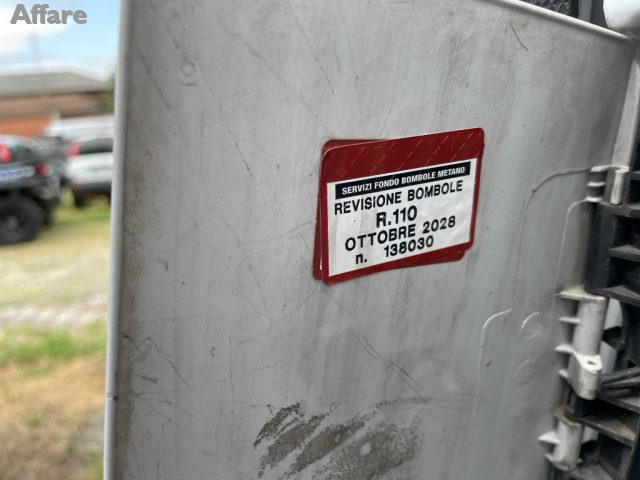 Affare
SERVIZI FONDO BOMBOLE METANO
REVISIONE BOMBOLE
R.110
OTTOBRE 2028
n. 138030